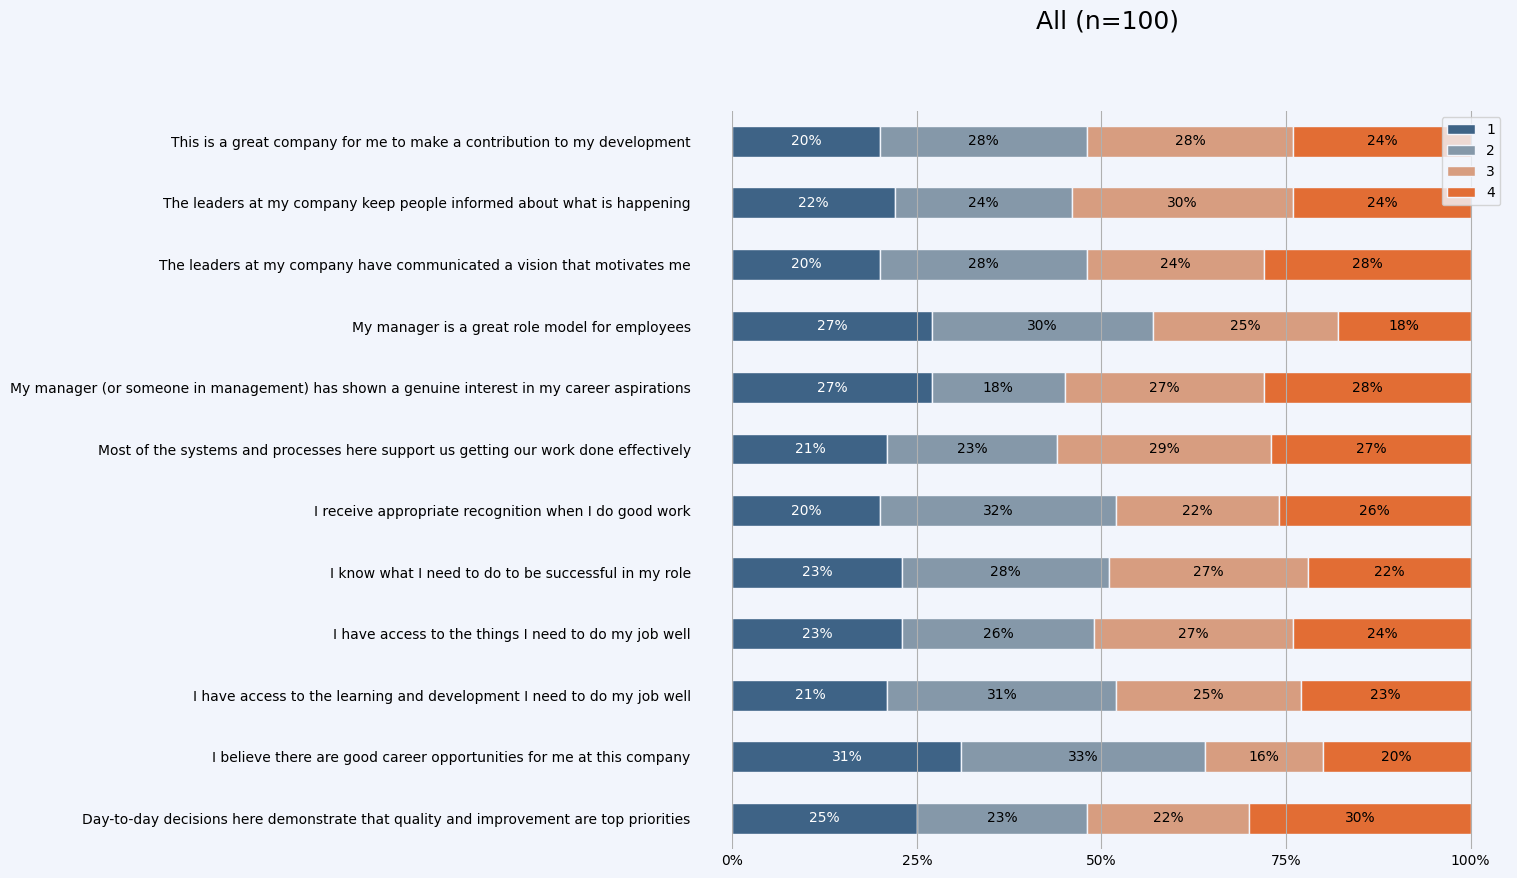 All (n=100)
This is a great company for me to make a contribution to my development 20% 28% 28% 24%
The leaders at my company keep people informed about what is happening 22% 24% 30% 24%
The leaders at my company have communicated a vision that motivates me 20% 28% 24% 28%
My manager is a great role model for employees 27% 30% 25% 18%
My manager (or someone in management) has shown a genuine interest in my career aspirations 27% 18% 27% 28%
Most of the systems and processes here support us getting our work done effectively 21% 23% 29% 27%
I receive appropriate recognition when I do good work 20% 32% 22% 26%
I know what I need to do to be successful in my role 23% 28% 27% 22%
I have access to the things I need to do my job well 23% 26% 27% 24%
I have access to the learning and development I need to do my job well 21% 31% 25% 23%
I believe there are good career opportunities for me at this company 31% 33% 16% 20%
Day-to-day decisions here demonstrate that quality and improvement are top priorities 25% 23% 22% 30%
0% 25% 50% 75% 100%
1
2
3
4